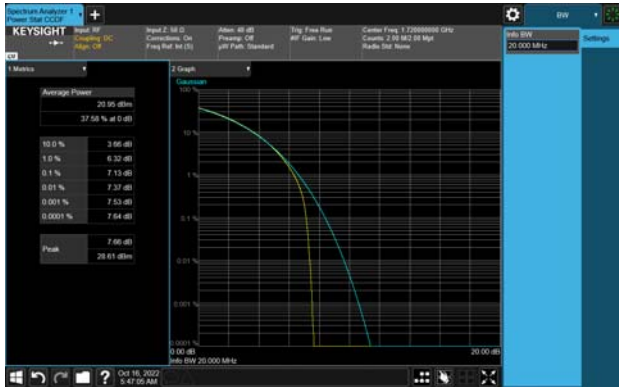 Spectrum Analyzer 1
Power Stat CCDF
+
BW
KEYSIGHT
Input: RF
Coupling: DC
Align: Off
Input Z: 50 Ω
Corrections: On
Freq Ref: Int (S)
Atten: 40 dB
Preamp: Off
µW Path: Standard
Trig: Free Run
#IF Gain: Low
Center Freq: 1.720000000 GHz
Counts: 2.00 M/2.00 Mpt
Radio Std: None
Info BW
20.000 MHz
Settings
1 Metrics
2 Graph
Gaussian
Average Power
20.95 dBm
37.58 % at 0 dB
10.0 % 3.66 dB
1.0 % 6.32 dB
0.1 % 7.13 dB
0.01 % 7.37 dB
0.001 % 7.53 dB
0.0001 % 7.64 dB
Peak
7.66 dB
28.61 dBm
100 %
10 %
1 %
0.1 %
0.01 %
0.001 %
0.0001 %
0.00 dB
20.00 dB
Info BW 20.000 MHz
?
Oct 16, 2022
5:47:05 AM